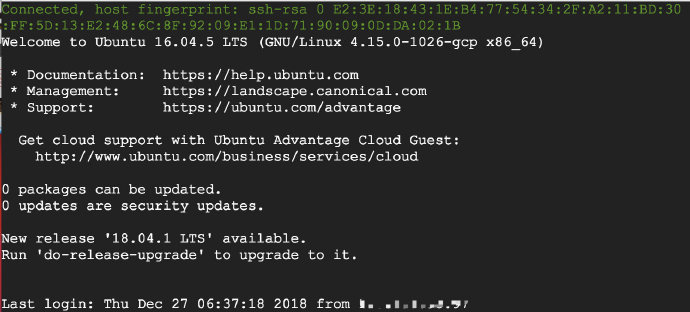 Connected, host fingerprint: ssh-rsa 0 E2:3E:18:43:1E:B4:77:54:34:2F:A2:11:BD:30
:FF:5D:13:E2:48:6C:8F:92:09:E1:1D:71:90:09:0D:DA:02:1B
Welcome to Ubuntu 16.04.5 LTS (GNU/Linux 4.15.0-1026-gcp x86_64)
* Documentation: https://help.ubuntu.com
* Management: https://landscape.canonical.com
* Support: https://ubuntu.com/advantage
Get cloud support with Ubuntu Advantage Cloud Guest:
http://www.ubuntu.com/business/services/cloud
0 packages can be updated.
0 updates are security updates.
New release '18.04.1 LTS' available.
Run 'do-release-upgrade' to upgrade to it.
Last login: Thu Dec 27 06:37:18 2018 from